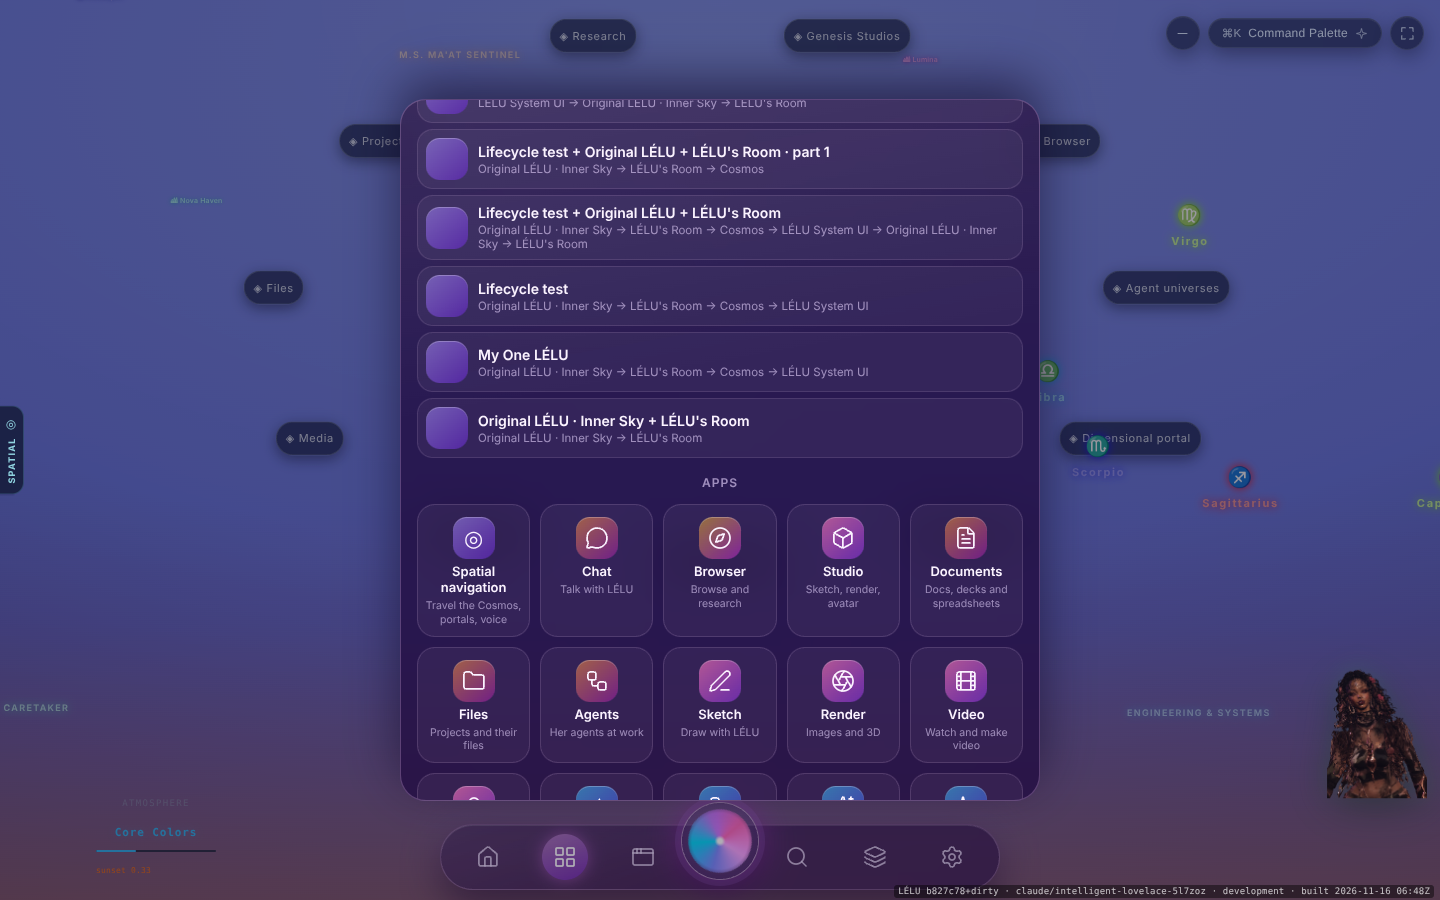 Research
Genesis Studios
⌘K Command Palette
M.S. MA'AT SENTINEL
Lumina
LÉLU System UI → Original LÉLU · Inner Sky → LÉLU's Room
Browser
Lifecycle test + Original LÉLU + LÉLU's Room · part 1
Original LÉLU · Inner Sky → LÉLU's Room → Cosmos
Nova Haven
Lifecycle test + Original LÉLU + LÉLU's Room
Original LÉLU · Inner Sky → LÉLU's Room → Cosmos → LÉLU System UI → Original LÉLU · Inner
Sky → LÉLU's Room
Virgo
Files
Lifecycle test
Original LÉLU · Inner Sky → LÉLU's Room → Cosmos → LÉLU System UI
Agent universes
My One LÉLU
Original LÉLU · Inner Sky → LÉLU's Room → Cosmos → LÉLU System UI
SPATIAL
Media
Original LÉLU · Inner Sky + LÉLU's Room
Original LÉLU · Inner Sky → LÉLU's Room
portal
Scorpio
Sagittarius
APPS
Spatial
navigation
Travel the Cosmos,
portals, voice
Chat
Talk with LÉLU
Browser
Browse and
research
Studio
Sketch, render,
avatar
Documents
Docs, decks and
spreadsheets
Files
Projects and their
files
Agents
Her agents at work
Sketch
Draw with LÉLU
Render
Images and 3D
Video
Watch and make
video
CARETAKER
ENGINEERING & SYSTEMS
ATMOSPHERE
Core Colors
sunset 0.33
LÉLU b827c78+dirty · claude/intelligent-lovelace-5l7zoz · development · built 2026-11-16 06:48Z